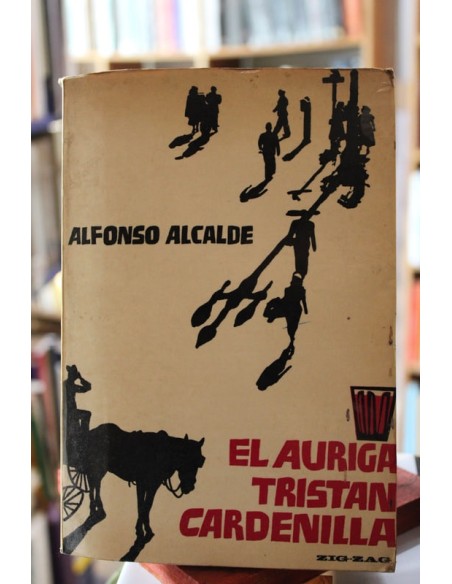 ALFONSO ALCALDE
EL AURIGA
TRISTAN
CARDENILLA
ZIG-ZAG